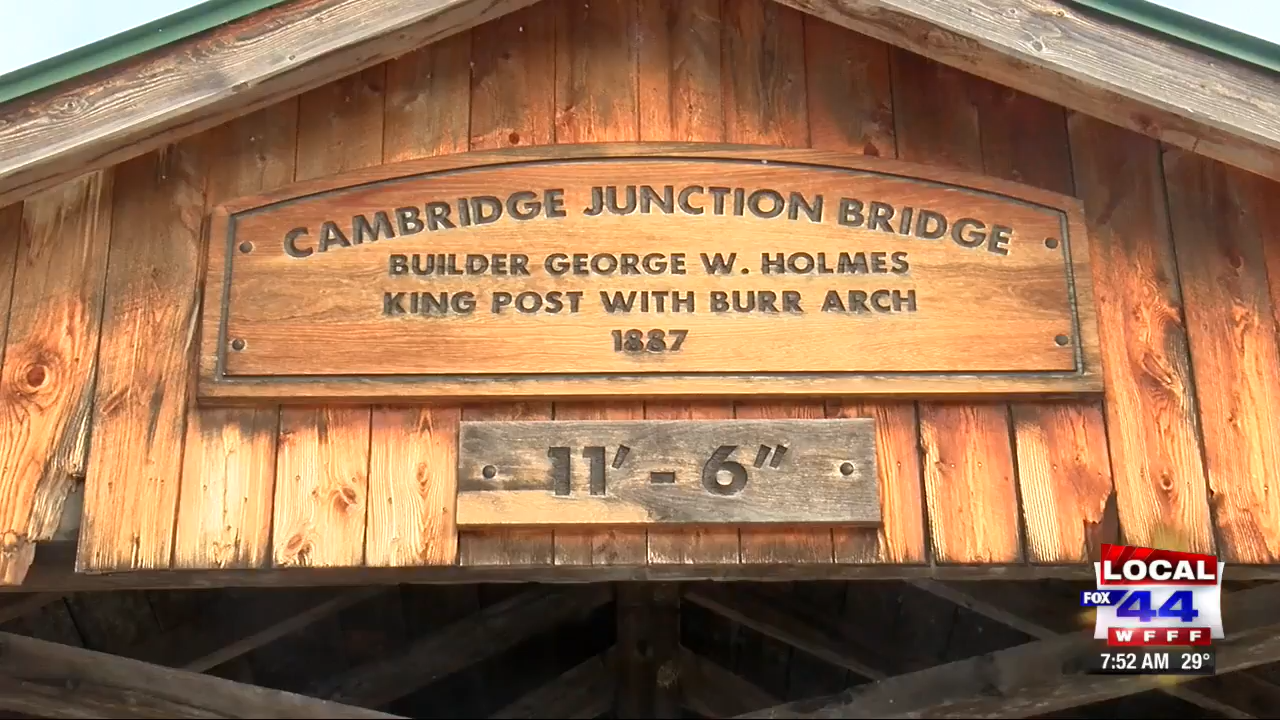 CAMBRIDGE JUNCTION BRIDGE
BUILDER GEORGE W. HOLMES
KING POST WITH BURR ARCH
1887
11' - 6"
LOCAL
FOX 44
WFFF
7:52 AM 29°